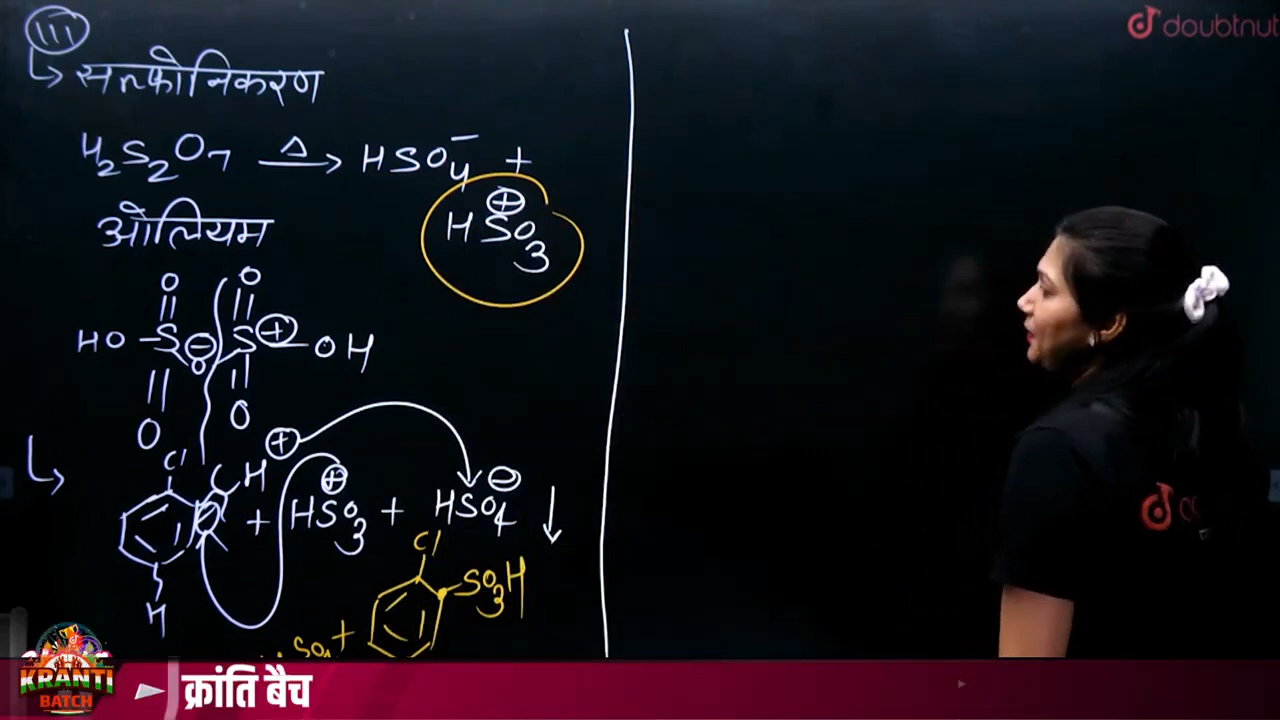 (iii)
↳ सल्फोनिकरण
H₂S₂O₇ —Δ→ HSO₄⁻ +
HSO₃⊕
ओलियम
O O
HO-S⊖ S⊕-OH
O
O O
Cl H⊕
+ HSO₃⊕ + HSO₄⊖ ↓
H
Cl
SO₃H
+
doubtnut
KRANTI
BATCH
क्रांति बैच